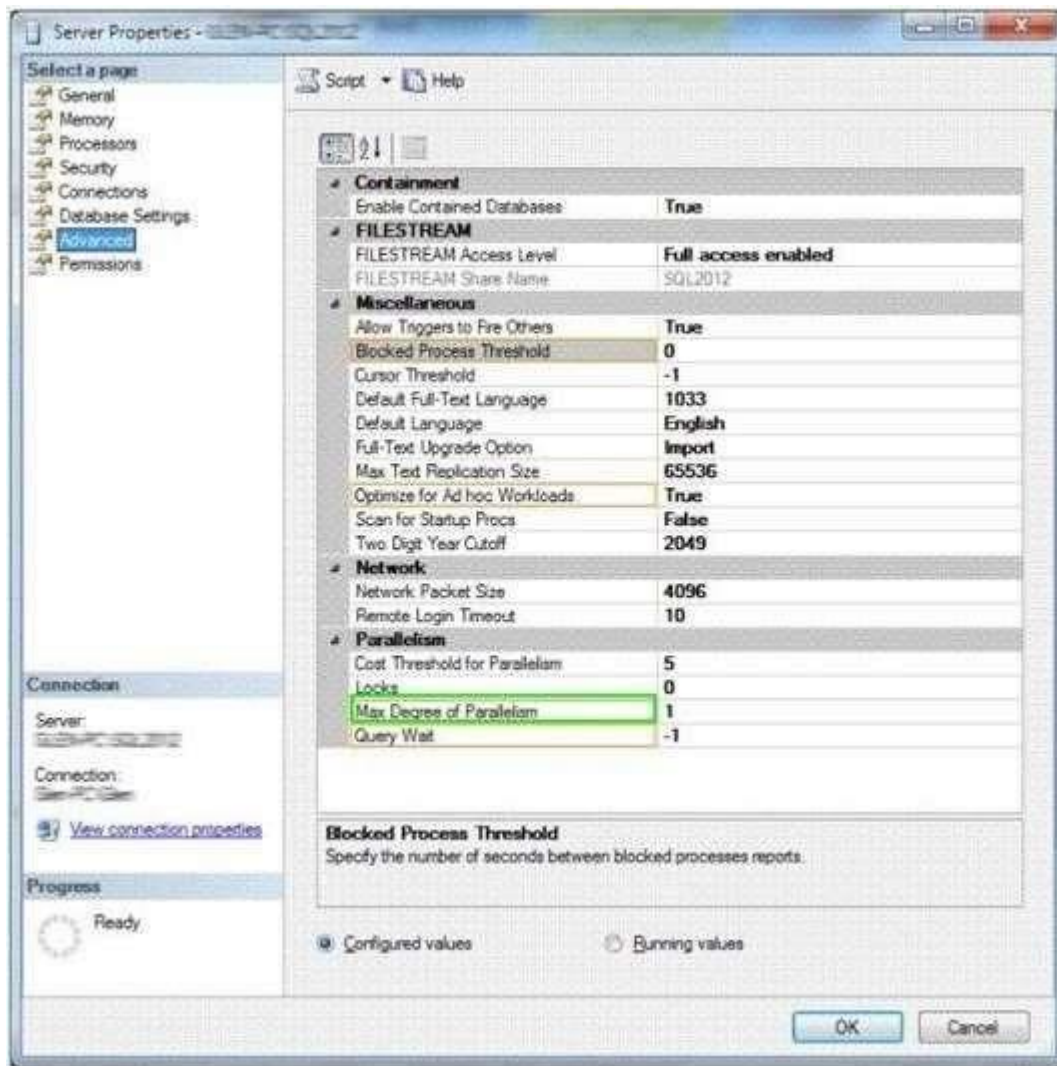 Server Properties -
Select a page
General
Memory
Processors
Security
Connections
Database Settings
Advanced
Permissions
Connection
Server:
Connection:
View connection properties
Progress
Ready
Script Help
Containment
Enable Contained Databases True
FILESTREAM
FILESTREAM Access Level Full access enabled
FILESTREAM Share Name SQL2012
Miscellaneous
Allow Triggers to Fire Others True
Blocked Process Threshold 0
Cursor Threshold -1
Default Full-Text Language 1033
Default Language English
Full-Text Upgrade Option Import
Max Text Replication Size 65536
Optimize for Ad hoc Workloads True
Scan for Startup Procs False
Two Digit Year Cutoff 2049
Network
Network Packet Size 4096
Remote Login Timeout 10
Parallelism
Cost Threshold for Parallelism 5
Locks 0
Max Degree of Parallelism 1
Query Wait -1
Blocked Process Threshold
Specify the number of seconds between blocked processes reports.
Configured values Running values
OK Cancel